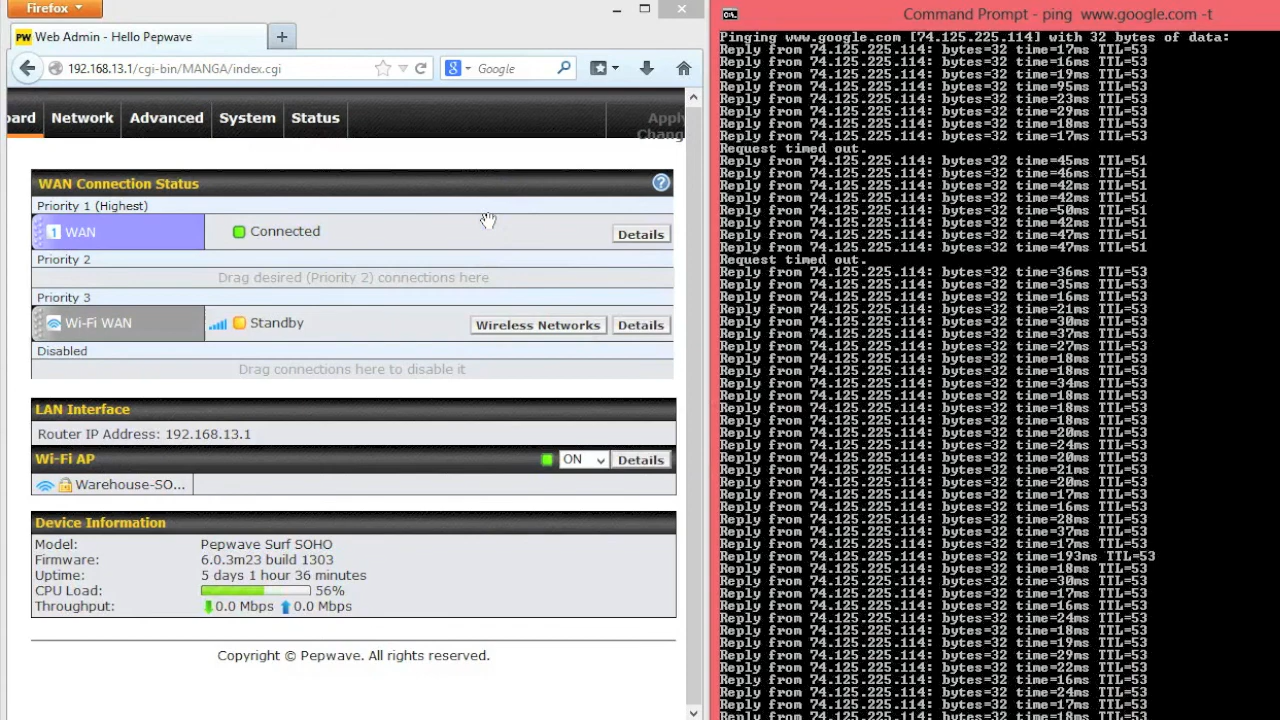 Firefox
Web Admin - Hello Pepwave
192.168.13.1/cgi-bin/MANGA/index.cgi
Google
oard
Network
Advanced
System
Status
Apply
Chang
WAN Connection Status
Priority 1 (Highest)
1 WAN
Connected
Details
Priority 2
Drag desired (Priority 2) connections here
Priority 3
Wi-Fi WAN
Standby
Wireless Networks
Details
Disabled
Drag connections here to disable it
LAN Interface
Router IP Address: 192.168.13.1
Wi-Fi AP
ON
Details
Warehouse-SO...
Device Information
Model: Pepwave Surf SOHO
Firmware: 6.0.3m23 build 1303
Uptime: 5 days 1 hour 36 minutes
CPU Load: 56%
Throughput: 0.0 Mbps 0.0 Mbps
Copyright © Pepwave. All rights reserved.
Command Prompt - ping www.google.com -t
Pinging www.google.com [74.125.225.114] with 32 bytes of data:
Reply from 74.125.225.114: bytes=32 time=17ms TTL=53
Reply from 74.125.225.114: bytes=32 time=16ms TTL=53
Reply from 74.125.225.114: bytes=32 time=19ms TTL=53
Reply from 74.125.225.114: bytes=32 time=95ms TTL=53
Reply from 74.125.225.114: bytes=32 time=23ms TTL=53
Reply from 74.125.225.114: bytes=32 time=29ms TTL=53
Reply from 74.125.225.114: bytes=32 time=18ms TTL=53
Reply from 74.125.225.114: bytes=32 time=17ms TTL=53
Request timed out.
Reply from 74.125.225.114: bytes=32 time=45ms TTL=51
Reply from 74.125.225.114: bytes=32 time=46ms TTL=51
Reply from 74.125.225.114: bytes=32 time=42ms TTL=51
Reply from 74.125.225.114: bytes=32 time=42ms TTL=51
Reply from 74.125.225.114: bytes=32 time=50ms TTL=51
Reply from 74.125.225.114: bytes=32 time=42ms TTL=51
Reply from 74.125.225.114: bytes=32 time=47ms TTL=51
Reply from 74.125.225.114: bytes=32 time=47ms TTL=51
Request timed out.
Reply from 74.125.225.114: bytes=32 time=36ms TTL=53
Reply from 74.125.225.114: bytes=32 time=35ms TTL=53
Reply from 74.125.225.114: bytes=32 time=16ms TTL=53
Reply from 74.125.225.114: bytes=32 time=21ms TTL=53
Reply from 74.125.225.114: bytes=32 time=30ms TTL=53
Reply from 74.125.225.114: bytes=32 time=37ms TTL=53
Reply from 74.125.225.114: bytes=32 time=27ms TTL=53
Reply from 74.125.225.114: bytes=32 time=18ms TTL=53
Reply from 74.125.225.114: bytes=32 time=18ms TTL=53
Reply from 74.125.225.114: bytes=32 time=34ms TTL=53
Reply from 74.125.225.114: bytes=32 time=18ms TTL=53
Reply from 74.125.225.114: bytes=32 time=18ms TTL=53
Reply from 74.125.225.114: bytes=32 time=18ms TTL=53
Reply from 74.125.225.114: bytes=32 time=20ms TTL=53
Reply from 74.125.225.114: bytes=32 time=24ms TTL=53
Reply from 74.125.225.114: bytes=32 time=20ms TTL=53
Reply from 74.125.225.114: bytes=32 time=21ms TTL=53
Reply from 74.125.225.114: bytes=32 time=20ms TTL=53
Reply from 74.125.225.114: bytes=32 time=17ms TTL=53
Reply from 74.125.225.114: bytes=32 time=16ms TTL=53
Reply from 74.125.225.114: bytes=32 time=28ms TTL=53
Reply from 74.125.225.114: bytes=32 time=37ms TTL=53
Reply from 74.125.225.114: bytes=32 time=17ms TTL=53
Reply from 74.125.225.114: bytes=32 time=193ms TTL=53
Reply from 74.125.225.114: bytes=32 time=18ms TTL=53
Reply from 74.125.225.114: bytes=32 time=30ms TTL=53
Reply from 74.125.225.114: bytes=32 time=17ms TTL=53
Reply from 74.125.225.114: bytes=32 time=16ms TTL=53
Reply from 74.125.225.114: bytes=32 time=24ms TTL=53
Reply from 74.125.225.114: bytes=32 time=18ms TTL=53
Reply from 74.125.225.114: bytes=32 time=19ms TTL=53
Reply from 74.125.225.114: bytes=32 time=29ms TTL=53
Reply from 74.125.225.114: bytes=32 time=22ms TTL=53
Reply from 74.125.225.114: bytes=32 time=16ms TTL=53
Reply from 74.125.225.114: bytes=32 time=24ms TTL=53
Reply from 74.125.225.114: bytes=32 time=17ms TTL=53
Reply from 74.125.225.114: bytes=32 time=18ms TTL=53